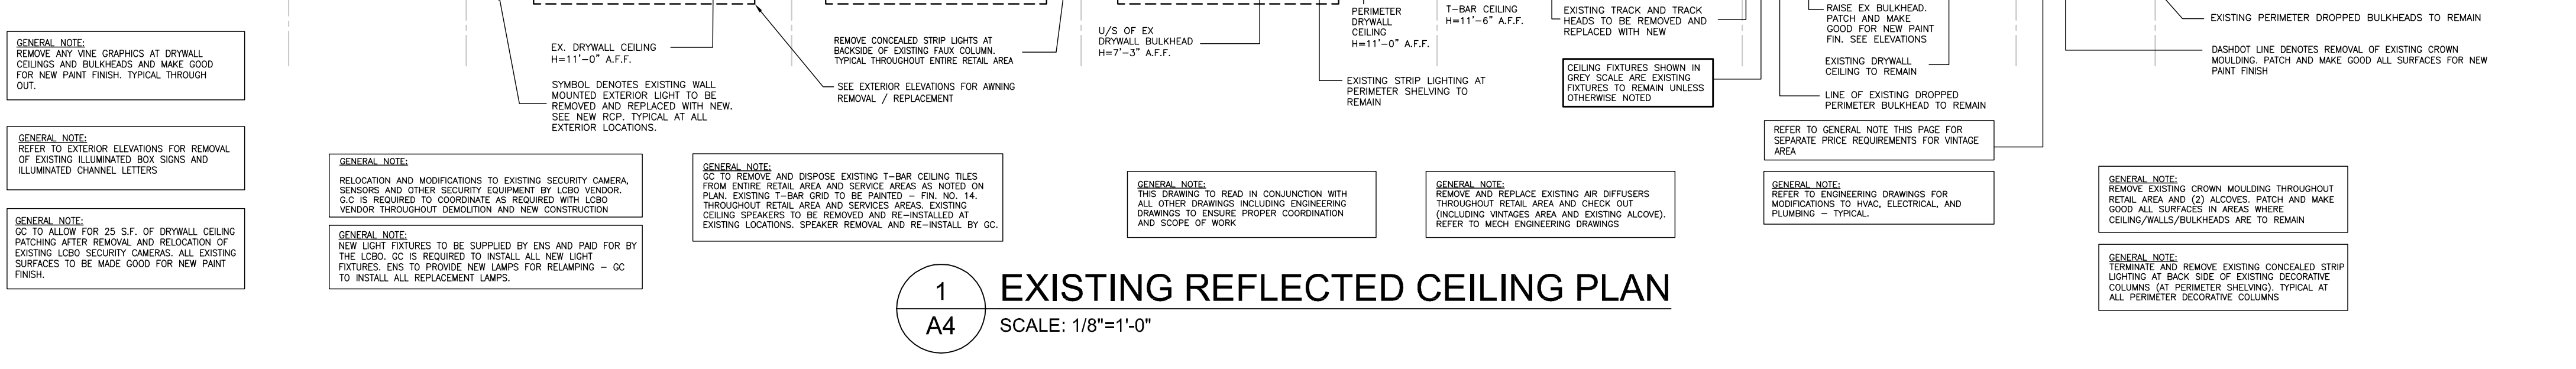 GENERAL NOTE:
REMOVE ANY VINE GRAPHICS AT DRYWALL
CEILINGS AND BULKHEADS AND MAKE GOOD
FOR NEW PAINT FINISH. TYPICAL THROUGH
OUT.
GENERAL NOTE:
REFER TO EXTERIOR ELEVATIONS FOR REMOVAL
OF EXISTING ILLUMINATED BOX SIGNS AND
ILLUMINATED CHANNEL LETTERS
GENERAL NOTE:
GC TO ALLOW FOR 25 S.F. OF DRYWALL CEILING
PATCHING AFTER REMOVAL AND RELOCATION OF
EXISTING LCBO SECURITY CAMERAS. ALL EXISTING
SURFACES TO BE MADE GOOD FOR NEW PAINT
FINISH.
EX. DRYWALL CEILING
H=11'-0" A.F.F.
SYMBOL DENOTES EXISTING WALL
MOUNTED EXTERIOR LIGHT TO BE
REMOVED AND REPLACED WITH NEW.
SEE NEW RCP. TYPICAL AT ALL
EXTERIOR LOCATIONS.
GENERAL NOTE:
RELOCATION AND MODIFICATIONS TO EXISTING SECURITY CAMERA,
SENSORS AND OTHER SECURITY EQUIPMENT BY LCBO VENDOR.
G.C IS REQUIRED TO COORDINATE AS REQUIRED WITH LCBO
VENDOR THROUGHOUT DEMOLITION AND NEW CONSTRUCTION
GENERAL NOTE:
NEW LIGHT FIXTURES TO BE SUPPLIED BY ENS AND PAID FOR BY
THE LCBO. GC IS REQUIRED TO INSTALL ALL NEW LIGHT
FIXTURES. ENS TO PROVIDE NEW LAMPS FOR RELAMPING – GC
TO INSTALL ALL REPLACEMENT LAMPS.
REMOVE CONCEALED STRIP LIGHTS AT
BACKSIDE OF EXISTING FAUX COLUMN.
TYPICAL THROUGHOUT ENTIRE RETAIL AREA
SEE EXTERIOR ELEVATIONS FOR AWNING
REMOVAL / REPLACEMENT
GENERAL NOTE:
GC TO REMOVE AND DISPOSE EXISTING T-BAR CEILING TILES
FROM ENTIRE RETAIL AREA AND SERVICE AREAS AS NOTED ON
PLAN. EXISTING T-BAR GRID TO BE PAINTED – FIN. NO. 14.
THROUGHOUT RETAIL AREA AND SERVICES AREAS. EXISTING
CEILING SPEAKERS TO BE REMOVED AND RE-INSTALLED AT
EXISTING LOCATIONS. SPEAKER REMOVAL AND RE-INSTALL BY GC.
U/S OF EX
DRYWALL BULKHEAD
H=7'-3" A.F.F.
PERIMETER
DRYWALL
CEILING
H=11'-0" A.F.F.
T-BAR CEILING
H=11'-6" A.F.F.
EXISTING STRIP LIGHTING AT
PERIMETER SHELVING TO
REMAIN
GENERAL NOTE:
THIS DRAWING TO READ IN CONJUNCTION WITH
ALL OTHER DRAWINGS INCLUDING ENGINEERING
DRAWINGS TO ENSURE PROPER COORDINATION
AND SCOPE OF WORK
EXISTING TRACK AND TRACK
HEADS TO BE REMOVED AND
REPLACED WITH NEW
CEILING FIXTURES SHOWN IN
GREY SCALE ARE EXISTING
FIXTURES TO REMAIN UNLESS
OTHERWISE NOTED
GENERAL NOTE:
REMOVE AND REPLACE EXISTING AIR DIFFUSERS
THROUGHOUT RETAIL AREA AND CHECK OUT
(INCLUDING VINTAGES AREA AND EXISTING ALCOVE).
REFER TO MECH ENGINEERING DRAWINGS
RAISE EX BULKHEAD.
PATCH AND MAKE
GOOD FOR NEW PAINT
FIN. SEE ELEVATIONS
EXISTING DRYWALL
CEILING TO REMAIN
LINE OF EXISTING DROPPED
PERIMETER BULKHEAD TO REMAIN
REFER TO GENERAL NOTE THIS PAGE FOR
SEPARATE PRICE REQUIREMENTS FOR VINTAGE
AREA
GENERAL NOTE:
REFER TO ENGINEERING DRAWINGS FOR
MODIFICATIONS TO HVAC, ELECTRICAL, AND
PLUMBING – TYPICAL.
EXISTING PERIMETER DROPPED BULKHEADS TO REMAIN
DASHDOT LINE DENOTES REMOVAL OF EXISTING CROWN
MOULDING. PATCH AND MAKE GOOD ALL SURFACES FOR NEW
PAINT FINISH
GENERAL NOTE:
REMOVE EXISTING CROWN MOULDING THROUGHOUT
RETAIL AREA AND (2) ALCOVES. PATCH AND MAKE
GOOD ALL SURFACES IN AREAS WHERE
CEILING/WALLS/BULKHEADS ARE TO REMAIN
GENERAL NOTE:
TERMINATE AND REMOVE EXISTING CONCEALED STRIP
LIGHTING AT BACK SIDE OF EXISTING DECORATIVE
COLUMNS (AT PERIMETER SHELVING). TYPICAL AT
ALL PERIMETER DECORATIVE COLUMNS
1
A4
EXISTING REFLECTED CEILING PLAN
SCALE: 1/8"=1'-0"